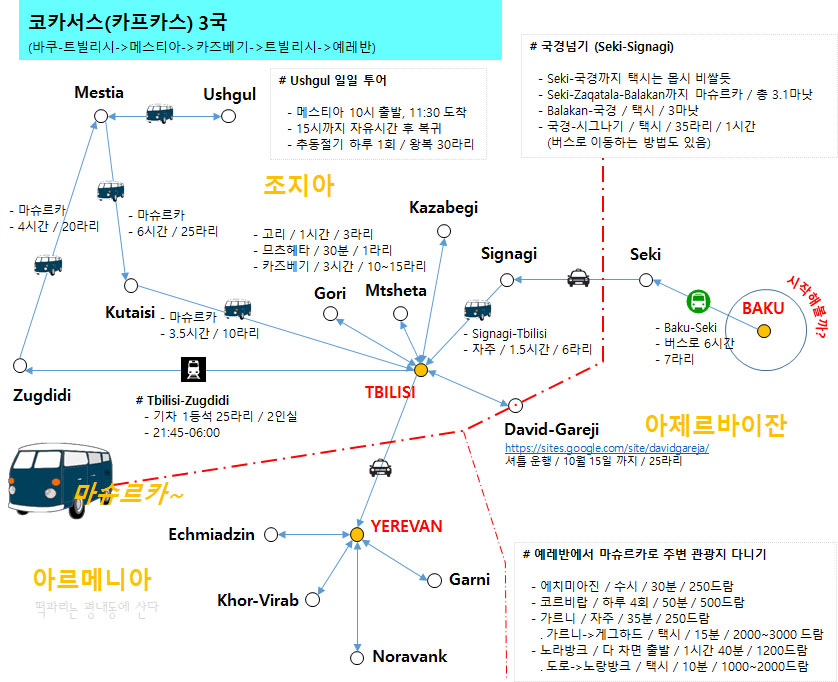 코카서스(카프카스) 3국
(바쿠-트빌리시->메스티아->카즈베기->트빌리시->예레반)
# 국경넘기 (Seki-Signagi)
- Seki-국경까지 택시는 몹시 비쌀듯
- Seki-Zaqatala-Balakan까지 마슈르카 / 총 3.1마낫
- Balakan-국경 / 택시 / 3마낫
- 국경-시그나기 / 택시 / 35라리 / 1시간
(버스로 이동하는 방법도 있음)
# Ushgul 일일 투어
- 메스티아 10시 출발, 11:30 도착
- 15시까지 자유시간 후 복귀
- 추동절기 하루 1회 / 왕복 30라리
Mestia
Ushgul
조지아
- 마슈르카
- 4시간 / 20라리
- 마슈르카
- 6시간 / 25라리
Kazabegi
- 고리 / 1시간 / 3라리
- 므츠헤타 / 30분 / 1라리
- 카즈베기 / 3시간 / 10~15라리
Signagi
Seki
시작해볼까?
Kutaisi
- 마슈르카
- 3.5시간 / 10라리
Gori
Mtsheta
BAKU
- Signagi-Tbilisi
- 자주 / 1.5시간 / 6라리
- Baku-Seki
- 버스로 6시간
- 7라리
Zugdidi
# Tbilisi-Zugdidi
- 기차 1등석 25라리 / 2인실
- 21:45-06:00
TBILISI
David-Gareji
https://sites.google.com/site/davidgareja/
셔틀 운행 / 10월 15일 까지 / 25라리
아제르바이잔
마슈르카~
Echmiadzin
YEREVAN
아르메니아
떡파리는 평내동에 산다
Khor-Virab
Garni
Noravank
# 예레반에서 마슈르카로 주변 관광지 다니기
- 에치미아진 / 수시 / 30분 / 250드람
- 코르비랍 / 하루 4회 / 50분 / 500드람
- 가르니 / 자주 / 35분 / 250드람
. 가르니->게그하드 / 택시 / 15분 / 2000~3000 드람
- 노라방크 / 다 차면 출발 / 1시간 40분 / 1200드람
. 도로->노랑방크 / 택시 / 10분 / 1000~2000드람